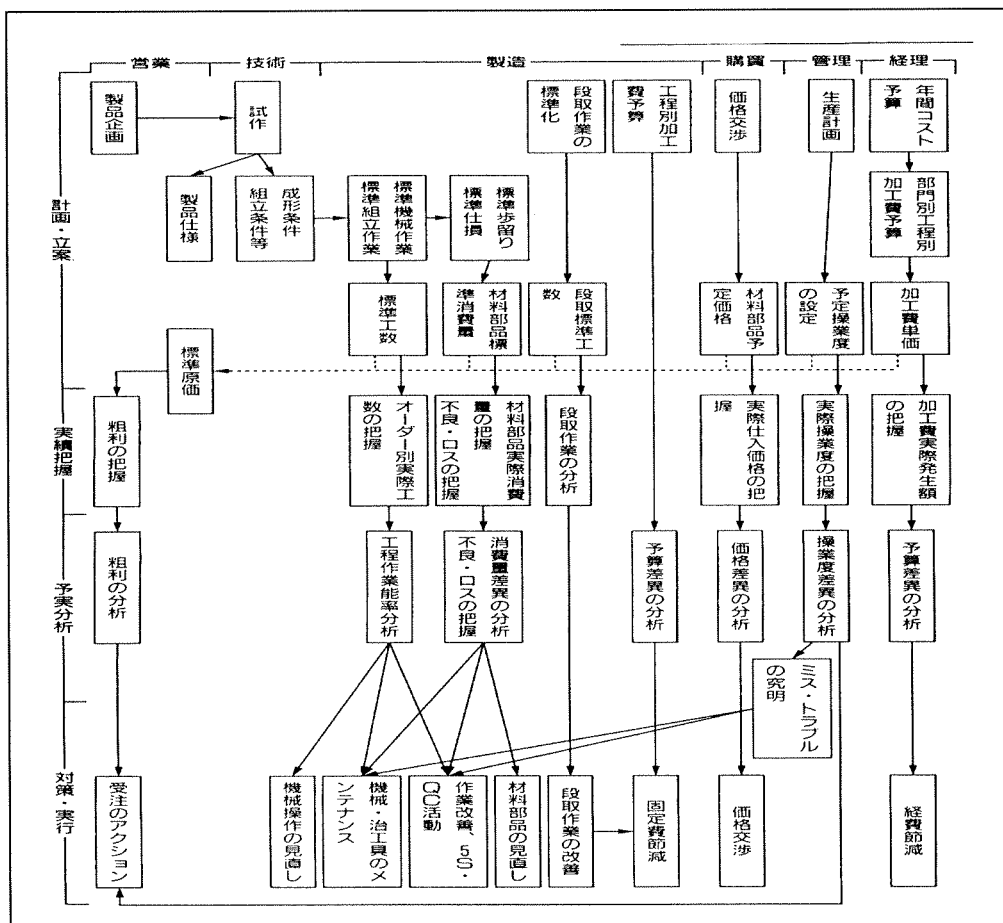 営業
技術
製造
購買
管理
経理
計画・立案
実績把握
予実分析
対策・実行
製品企画
試作
段取作業の
標準化
工程別加工
費予算
価格交渉
生産計画
年間コスト
予算
製品仕様
成形条件
組立条件等
標準機械作業
標準組立作業
標準歩留り
標準仕損
部門別工程別
加工費予算
標準工数
材料部品標
準消費量
段取標準工
数
材料部品予
定価格
予定操業度
の設定
加工費単価
標準原価
粗利の把握
オーダー別実際工
数の把握
材料部品実際消費
量の把握
不良・ロスの把握
段取作業の分析
実際仕入価格の把
握
実際操業度の把握
加工費実際発生額
の把握
粗利の分析
工程作業能率分析
消費量差異の分析
不良・ロスの把握
予算差異の分析
価格差異の分析
操業度差異の分析
予算差異の分析
ミス・トラブル
の究明
受注のアクション
機械操作の見直し
機械・治工具のメ
ンテナンス
作業改善、5S・
QC活動
材料部品の見直し
段取作業の改善
固定費節減
価格交渉
経費節減